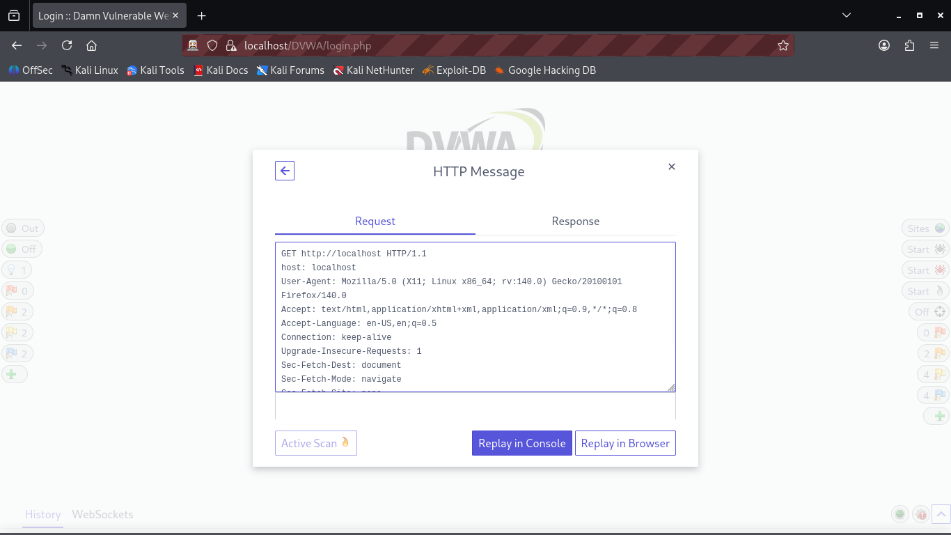 Login :: Damn Vulnerable We
localhost/DVWA/login.php
OffSec Kali Linux Kali Tools Kali Docs Kali Forums Kali NetHunter Exploit-DB Google Hacking DB
DVWA
HTTP Message
Request Response
GET http://localhost HTTP/1.1
host: localhost
User-Agent: Mozilla/5.0 (X11; Linux x86_64; rv:140.0) Gecko/20100101
Firefox/140.0
Accept: text/html,application/xhtml+xml,application/xml;q=0.9,*/*;q=0.8
Accept-Language: en-US,en;q=0.5
Connection: keep-alive
Upgrade-Insecure-Requests: 1
Sec-Fetch-Dest: document
Sec-Fetch-Mode: navigate
Active Scan Replay in Console Replay in Browser
Out
Off
1
0
2
2
2
Sites
Start
Start
Start
Off
0
2
4
4
History WebSockets